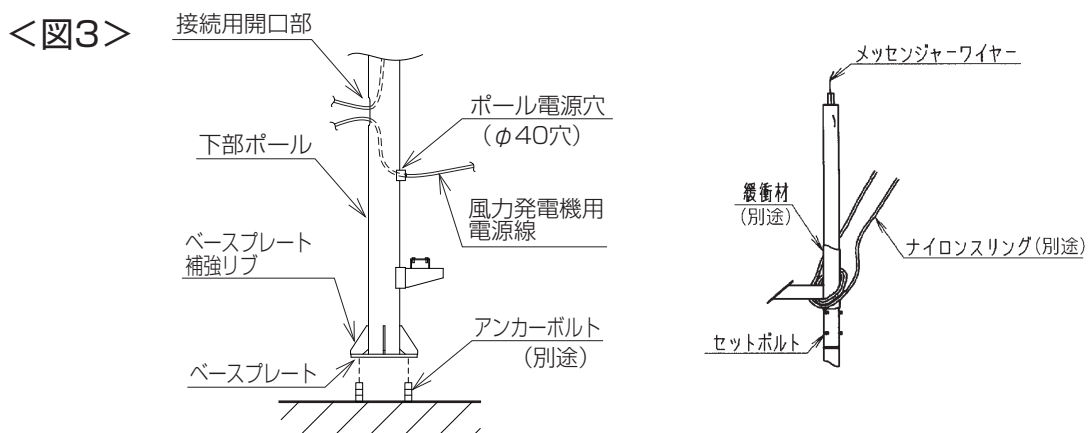 ＜図3＞
接続用開口部
ポール電源穴
（φ40穴）
下部ポール
風力発電機用
電源線
ベースプレート
補強リブ
アンカーボルト
（別途）
ベースプレート
メッセンジャーワイヤー
緩衝材
（別途）
ナイロンスリング（別途）
セットボルト